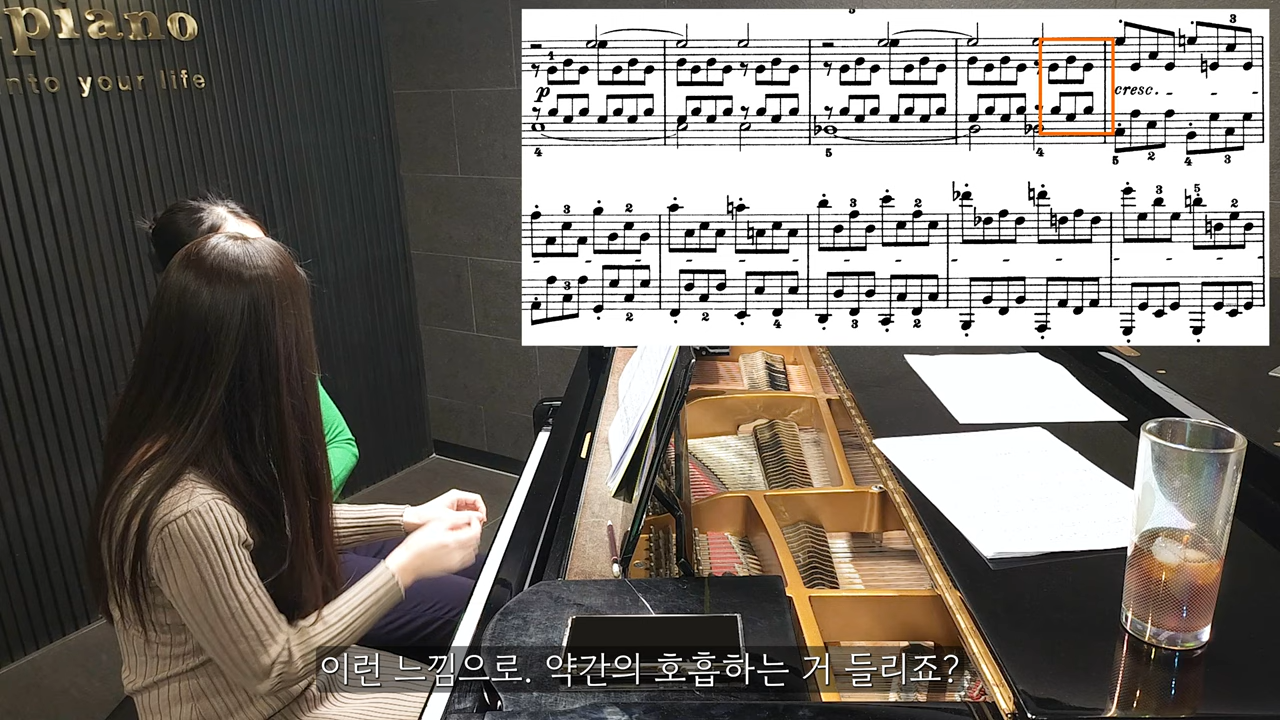 piano
nto your life
p
cresc.
이런 느낌으로. 약간의 호흡하는 거 들리죠?